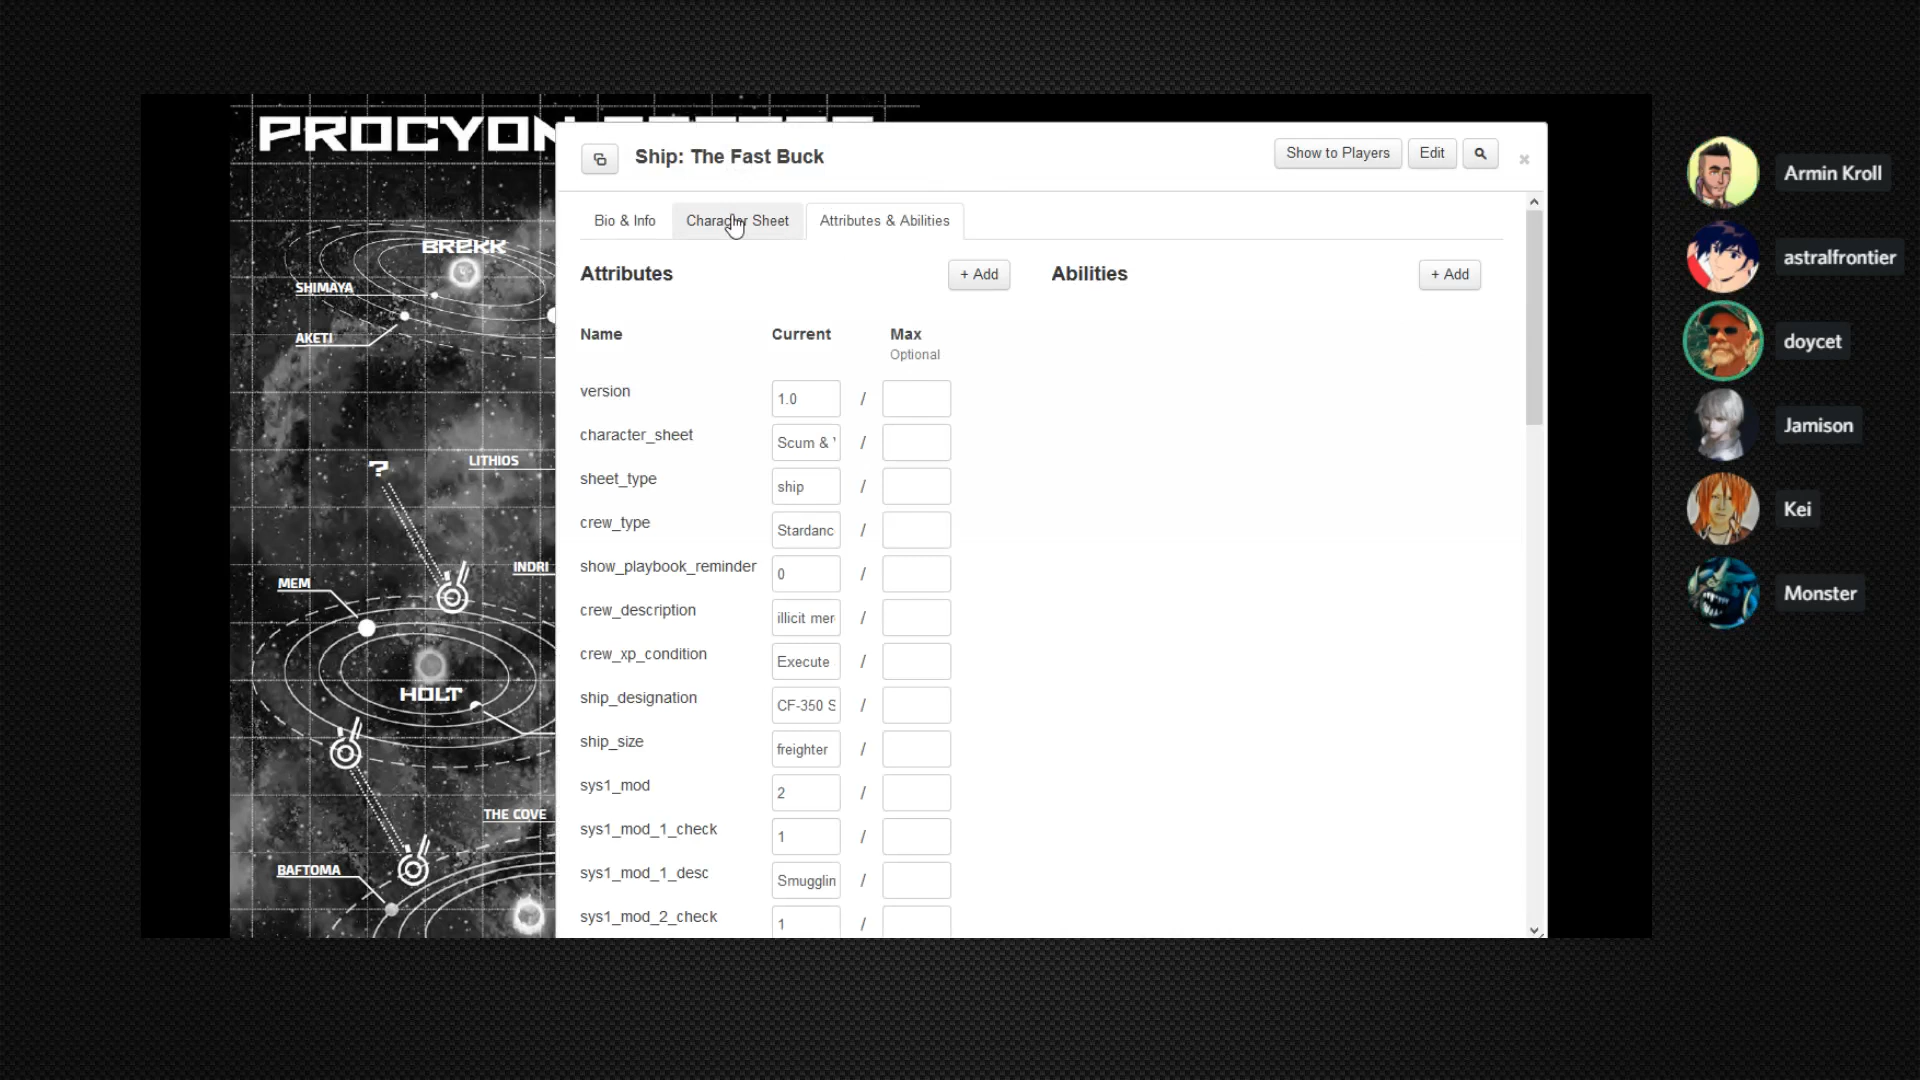 PROCYON
BREKK
SHIMAYA
AKETI
?
LITHIOS
INDRI
MEM
HOLT
THE COVE
BAFTOMA
Ship: The Fast Buck
Show to Players
Edit
Bio & Info
Character Sheet
Attributes & Abilities
Attributes
+ Add
Abilities
+ Add
Name Current Max
Optional
version 1.0 /
character_sheet Scum & /
sheet_type ship /
crew_type Stardanc /
show_playbook_reminder 0 /
crew_description illicit mer /
crew_xp_condition Execute /
ship_designation CF-350 S /
ship_size freighter /
sys1_mod 2 /
sys1_mod_1_check 1 /
sys1_mod_1_desc Smugglin /
sys1_mod_2_check 1 /
Armin Kroll
astralfrontier
doycet
Jamison
Kei
Monster